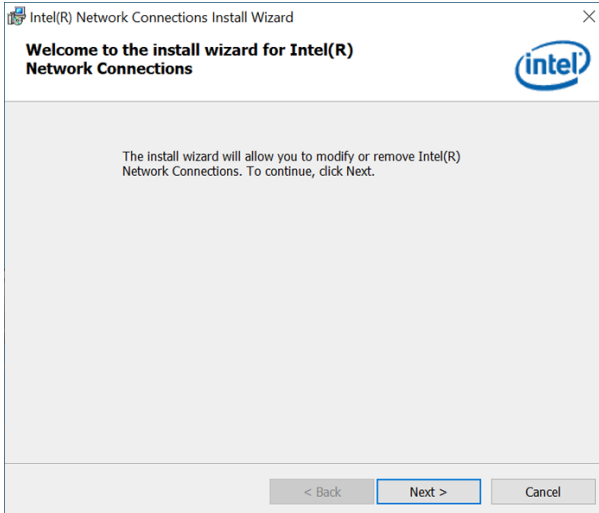 Intel(R) Network Connections Install Wizard
Welcome to the install wizard for Intel(R)
Network Connections
intel
The install wizard will allow you to modify or remove Intel(R)
Network Connections. To continue, click Next.
< Back
Next >
Cancel